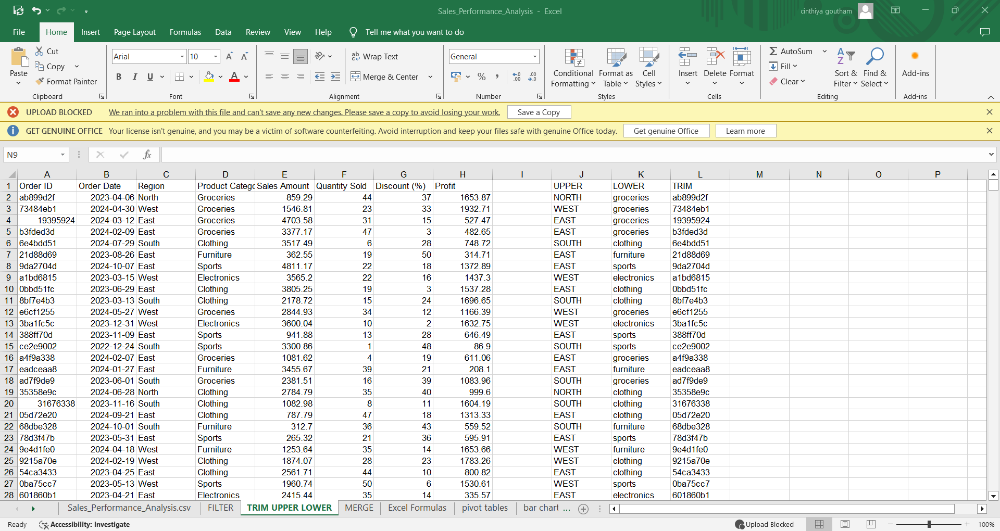 Sales_Performance_Analysis - Excel
cinthiya goutham
File Home Insert Page Layout Formulas Data Review View Help Tell me what you want to do
Paste
Cut
Copy
Format Painter
Clipboard
Arial 10
B I U
Font
Wrap Text
Merge & Center
Alignment
General
Number
Conditional Formatting
Format as Table
Cell Styles
Styles
Insert Delete Format
Cells
AutoSum
Fill
Clear
Sort & Filter
Find & Select
Editing
Add-ins
Add-ins
UPLOAD BLOCKED We ran into a problem with this file and can't save any new changes. Please save a copy to avoid losing your work. Save a Copy
GET GENUINE OFFICE Your license isn't genuine, and you may be a victim of software counterfeiting. Avoid interruption and keep your files safe with genuine Office today. Get genuine Office Learn more
N9 fx
A B C D E F G H I J K L M N O P
1 Order ID Order Date Region Product Catego Sales Amount Quantity Sold Discount (%) Profit UPPER LOWER TRIM
2 ab899d2f 2023-04-06 North Groceries 859.29 44 37 1653.87 NORTH groceries ab899d2f
3 73484eb1 2024-04-30 West Groceries 1546.81 23 33 1932.71 WEST groceries 73484eb1
4 19395924 2024-03-12 East Groceries 4703.58 31 15 527.47 EAST groceries 19395924
5 b3fded3d 2024-02-09 East Groceries 3377.17 47 3 482.65 EAST groceries b3fded3d
6 6e4bdd51 2024-07-29 South Clothing 3517.49 6 28 748.72 SOUTH clothing 6e4bdd51
7 21d88d69 2023-08-26 East Furniture 362.55 19 50 314.71 EAST furniture 21d88d69
8 9da2704d 2024-10-07 East Sports 4811.17 22 18 1372.89 EAST sports 9da2704d
9 a1bd6815 2023-03-15 West Electronics 3565.2 22 16 1437.3 WEST electronics a1bd6815
10 0bbd51fc 2023-06-29 East Clothing 3805.25 19 3 1537.28 EAST clothing 0bbd51fc
11 8bf7e4b3 2023-03-13 South Clothing 2178.72 15 24 1696.65 SOUTH clothing 8bf7e4b3
12 e6cf1255 2024-05-27 West Groceries 2844.93 34 12 1166.39 WEST groceries e6cf1255
13 3ba1fc5c 2023-12-31 West Electronics 3600.04 10 2 1632.75 WEST electronics 3ba1fc5c
14 388ff70d 2023-11-09 East Sports 941.88 13 28 646.49 EAST sports 388ff70d
15 ce2e9002 2022-12-24 South Sports 3300.86 1 48 86.9 SOUTH sports ce2e9002
16 a4f9a338 2024-02-07 East Groceries 1081.62 4 19 611.06 EAST groceries a4f9a338
17 eadceaa8 2024-01-27 East Furniture 3455.67 39 21 208.1 EAST furniture eadceaa8
18 ad7f9de9 2023-06-01 South Groceries 2381.51 16 39 1083.96 SOUTH groceries ad7f9de9
19 35358e9c 2024-06-28 North Clothing 2784.79 35 40 999.6 NORTH clothing 35358e9c
20 31676338 2023-11-16 South Clothing 1082.98 8 11 1604.19 SOUTH clothing 31676338
21 05d72e20 2024-09-21 East Clothing 787.79 47 18 1313.33 EAST clothing 05d72e20
22 68dbe328 2024-10-01 South Furniture 312.7 36 43 559.52 SOUTH furniture 68dbe328
23 78d3f47b 2023-05-31 East Sports 265.32 21 36 595.91 EAST sports 78d3f47b
24 9e4d1fe0 2024-04-18 West Furniture 1253.64 35 14 1653.66 WEST furniture 9e4d1fe0
25 9215a70e 2024-02-19 West Clothing 1874.07 28 23 1783.26 WEST clothing 9215a70e
26 54ca3433 2023-04-25 East Clothing 2561.71 44 10 800.82 EAST clothing 54ca3433
27 0ba75cc7 2023-05-13 West Sports 1960.74 50 6 1530.61 WEST sports 0ba75cc7
28 601860b1 2023-04-21 East Electronics 2415.44 35 14 335.57 EAST electronics 601860b1
Sales_Performance_Analysis.csv FILTER TRIM UPPER LOWER MERGE Excel Formulas pivot tables bar chart ...
Ready Accessibility: Investigate Upload Blocked 100%